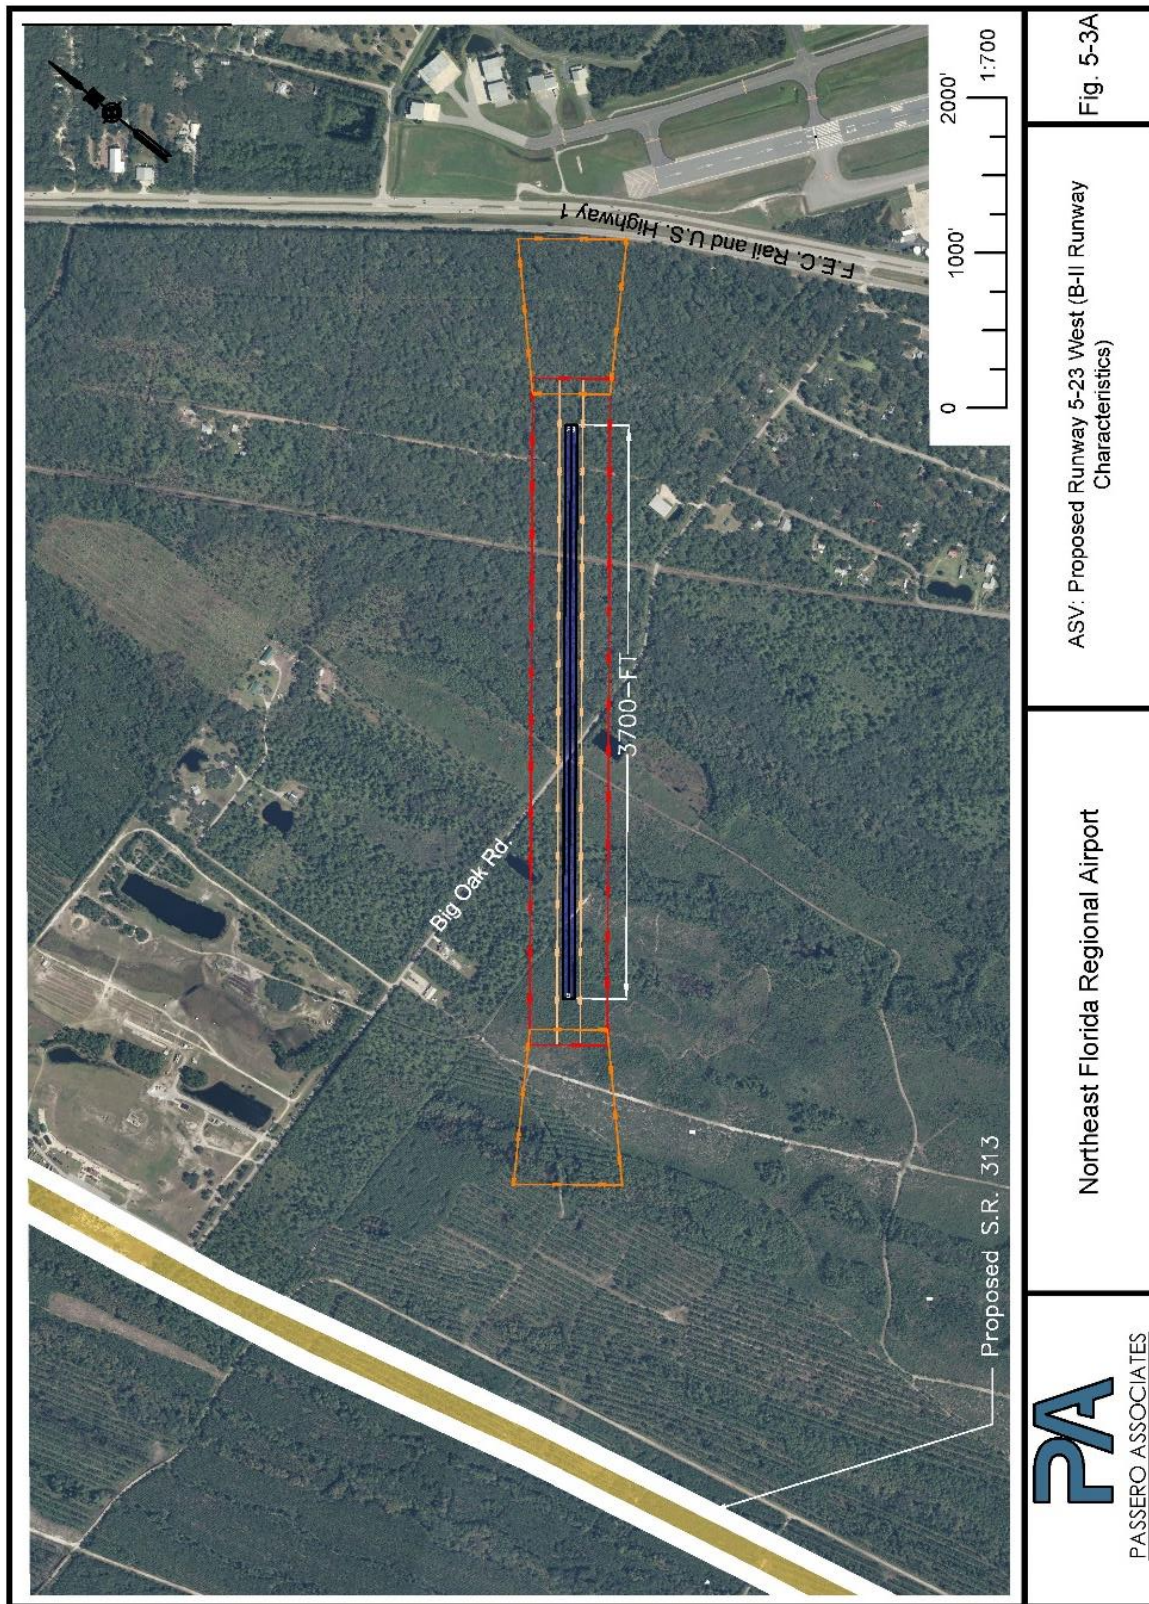 F.E.C. Rail and U.S. Highway 1
Big Oak Rd.
3700-FT
Proposed S.R. 313
0
1000'
2000'
1:700
PA
PASSERO ASSOCIATES
Northeast Florida Regional Airport
ASV: Proposed Runway 5-23 West (B-II Runway
Characteristics)
Fig. 5-3A